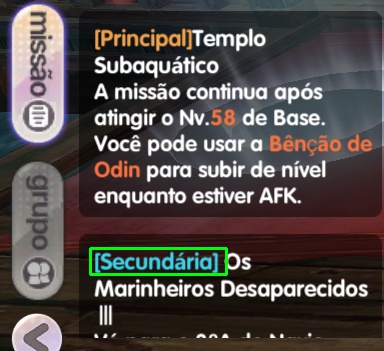 missão
[Principal]Templo
Subaquático
A missão continua após
atingir o Nv.58 de Base.
Você pode usar a Bênção de
Odin para subir de nível
enquanto estiver AFK.
grupo
[Secundária] Os
Marinheiros Desaparecidos
III